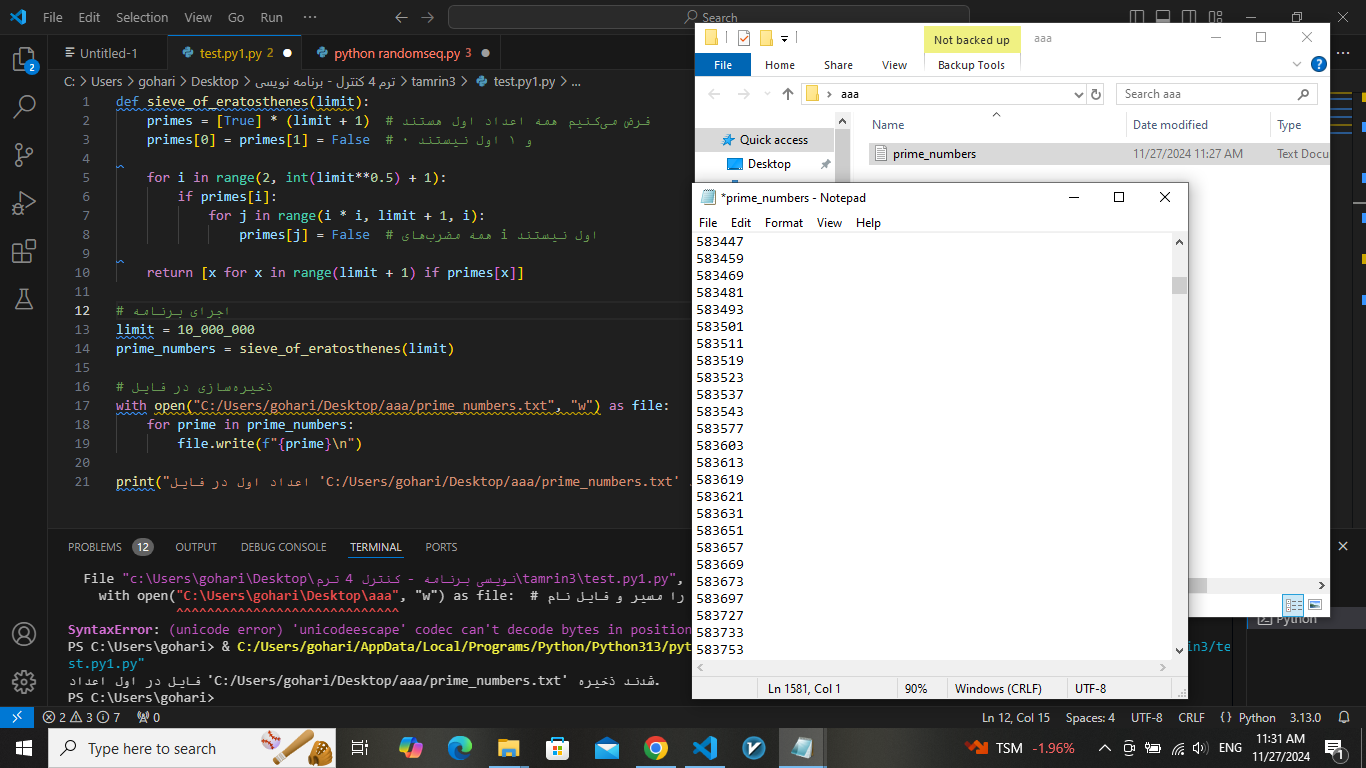 File Edit Selection View Go Run ···
Search
Untitled-1
test.py1.py 2
python randomseq.py 3
C: > Users > gohari > Desktop > ترم 4 کنترل - برنامه نویسی > tamrin3 > test.py1.py > ...
1 def sieve_of_eratosthenes(limit):
2 primes = [True] * (limit + 1) # فرض می‌کنیم همه اعداد اول هستند
3 primes[0] = primes[1] = False # ۰ و ۱ اول نیستند
4
5 for i in range(2, int(limit**0.5) + 1):
6 if primes[i]:
7 for j in range(i * i, limit + 1, i):
8 primes[j] = False # همه مضرب‌های i اول نیستند
9
10 return [x for x in range(limit + 1) if primes[x]]
11
12 # اجرای برنامه
13 limit = 10_000_000
14 prime_numbers = sieve_of_eratosthenes(limit)
15
16 # ذخیره‌سازی در فایل
17 with open("C:/Users/gohari/Desktop/aaa/prime_numbers.txt", "w") as file:
18 for prime in prime_numbers:
19 file.write(f"{prime}\n")
20
21 print("اعداد اول در فایل 'C:/Users/gohari/Desktop/aaa/prime_numbers.txt'
PROBLEMS 12 OUTPUT DEBUG CONSOLE TERMINAL PORTS
File "c:\Users\gohari\Desktop\ترم 4 کنترل - برنامه نویسی\tamrin3\test.py1.py",
with open("C:\Users\gohari\Desktop\aaa", "w") as file: # نام فایل و مسیر را
^^^^^^^^^^^^^^^^^^^^^^^^^^^^^
SyntaxError: (unicode error) 'unicodeescape' codec can't decode bytes in position
PS C:\Users\gohari> & C:/Users/gohari/AppData/Local/Programs/Python/Python313/pyt
in3/te
st.py1.py"
اعداد اول در فایل 'C:/Users/gohari/Desktop/aaa/prime_numbers.txt' ذخیره شدند.
PS C:\Users\gohari>
Python
2 3 7 0
Ln 12, Col 15 Spaces: 4 UTF-8 CRLF { } Python 3.13.0
Not backed up aaa
File Home Share View Backup Tools
aaa
Search aaa
Quick access
Desktop
Name Date modified Type
prime_numbers 11/27/2024 11:27 AM Text Docu
*prime_numbers - Notepad
File Edit Format View Help
583447
583459
583469
583481
583493
583501
583511
583519
583523
583537
583543
583577
583603
583613
583619
583621
583631
583651
583657
583669
583673
583697
583727
583733
583753
Ln 1581, Col 1 90% Windows (CRLF) UTF-8
Type here to search
TSM -1.96%
ENG
11:31 AM
11/27/2024
1